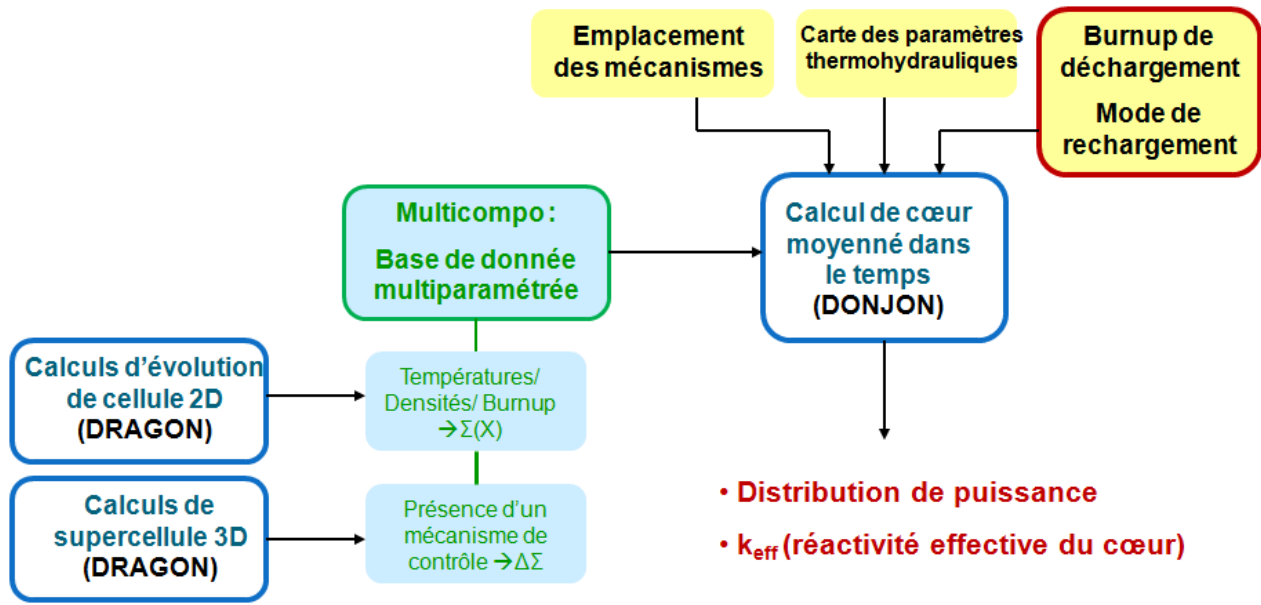 Emplacement
des mécanismes
Carte des paramètres
thermohydrauliques
Burnup de
déchargement
Mode de
rechargement
Multicompo :
Base de donnée
multiparamétrée
Calcul de cœur
moyenné dans
le temps
(DONJON)
Calculs d'évolution
de cellule 2D
(DRAGON)
Températures/
Densités/ Burnup
→Σ(X)
Calculs de
supercellule 3D
(DRAGON)
Présence d'un
mécanisme de
contrôle →ΔΣ
• Distribution de puissance
• keff (réactivité effective du cœur)